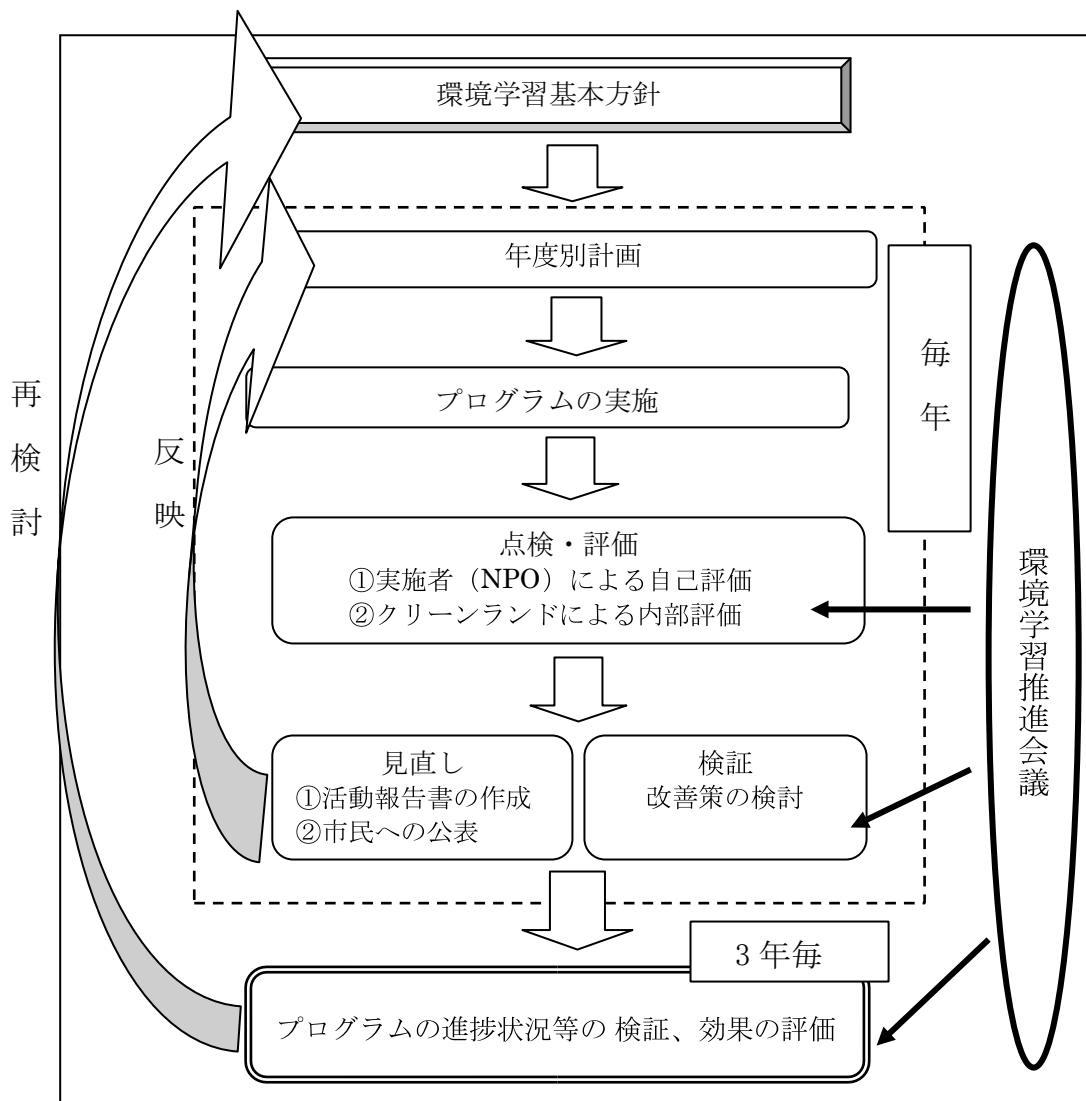 環境学習基本方針
年度別計画
毎年
プログラムの実施
再検討
反映
点検・評価
①実施者（NPO）による自己評価
②クリーンランドによる内部評価
環境学習推進会議
見直し
①活動報告書の作成
②市民への公表
検証
改善策の検討
3 年毎
プログラムの進捗状況等の 検証、効果の評価